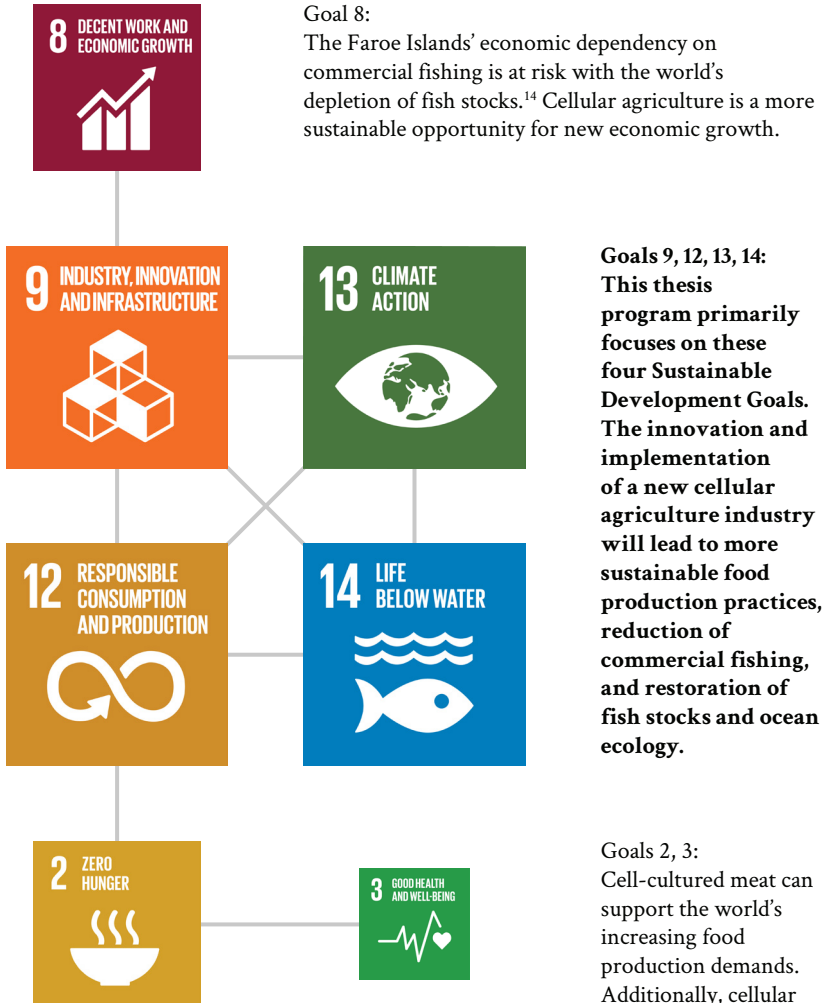 8 DECENT WORK AND
ECONOMIC GROWTH
Goal 8:
The Faroe Islands’ economic dependency on
commercial fishing is at risk with the world’s
depletion of fish stocks.¹⁴ Cellular agriculture is a more
sustainable opportunity for new economic growth.
9 INDUSTRY, INNOVATION
AND INFRASTRUCTURE
13 CLIMATE
ACTION
Goals 9, 12, 13, 14:
This thesis
program primarily
focuses on these
four Sustainable
Development Goals.
The innovation and
implementation
of a new cellular
agriculture industry
will lead to more
sustainable food
production practices,
reduction of
commercial fishing,
and restoration of
fish stocks and ocean
ecology.
12 RESPONSIBLE
CONSUMPTION
AND PRODUCTION
14 LIFE
BELOW WATER
2 ZERO
HUNGER
3 GOOD HEALTH
AND WELL-BEING
Goals 2, 3:
Cell-cultured meat can
support the world’s
increasing food
production demands.
Additionally, cellular